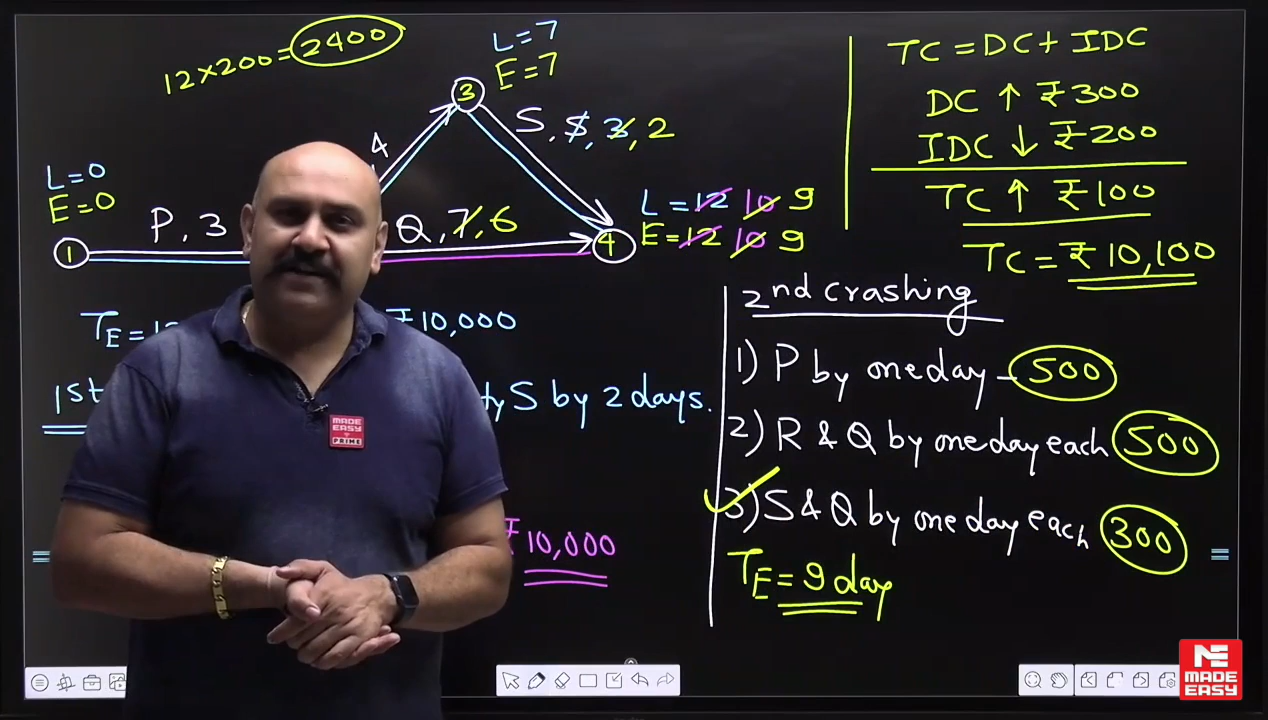 12×200=2400
L=7
E=7
3
4
S, 5, 3, 2
L=0
E=0
P, 3
Q, 7, 6
1
4
L=12 10 9
E=12 10 9
₹10,000
1st
S by 2 days.
₹10,000
TC = DC + IDC
DC ↑ ₹300
IDC ↓ ₹200
TC ↑ ₹100
TC = ₹10,100
2nd crashing
1) P by one day - 500
2) R & Q by one day each 500
3) S & Q by one day each 300
TE = 9 day
MADE EASY PRIME
MADE EASY